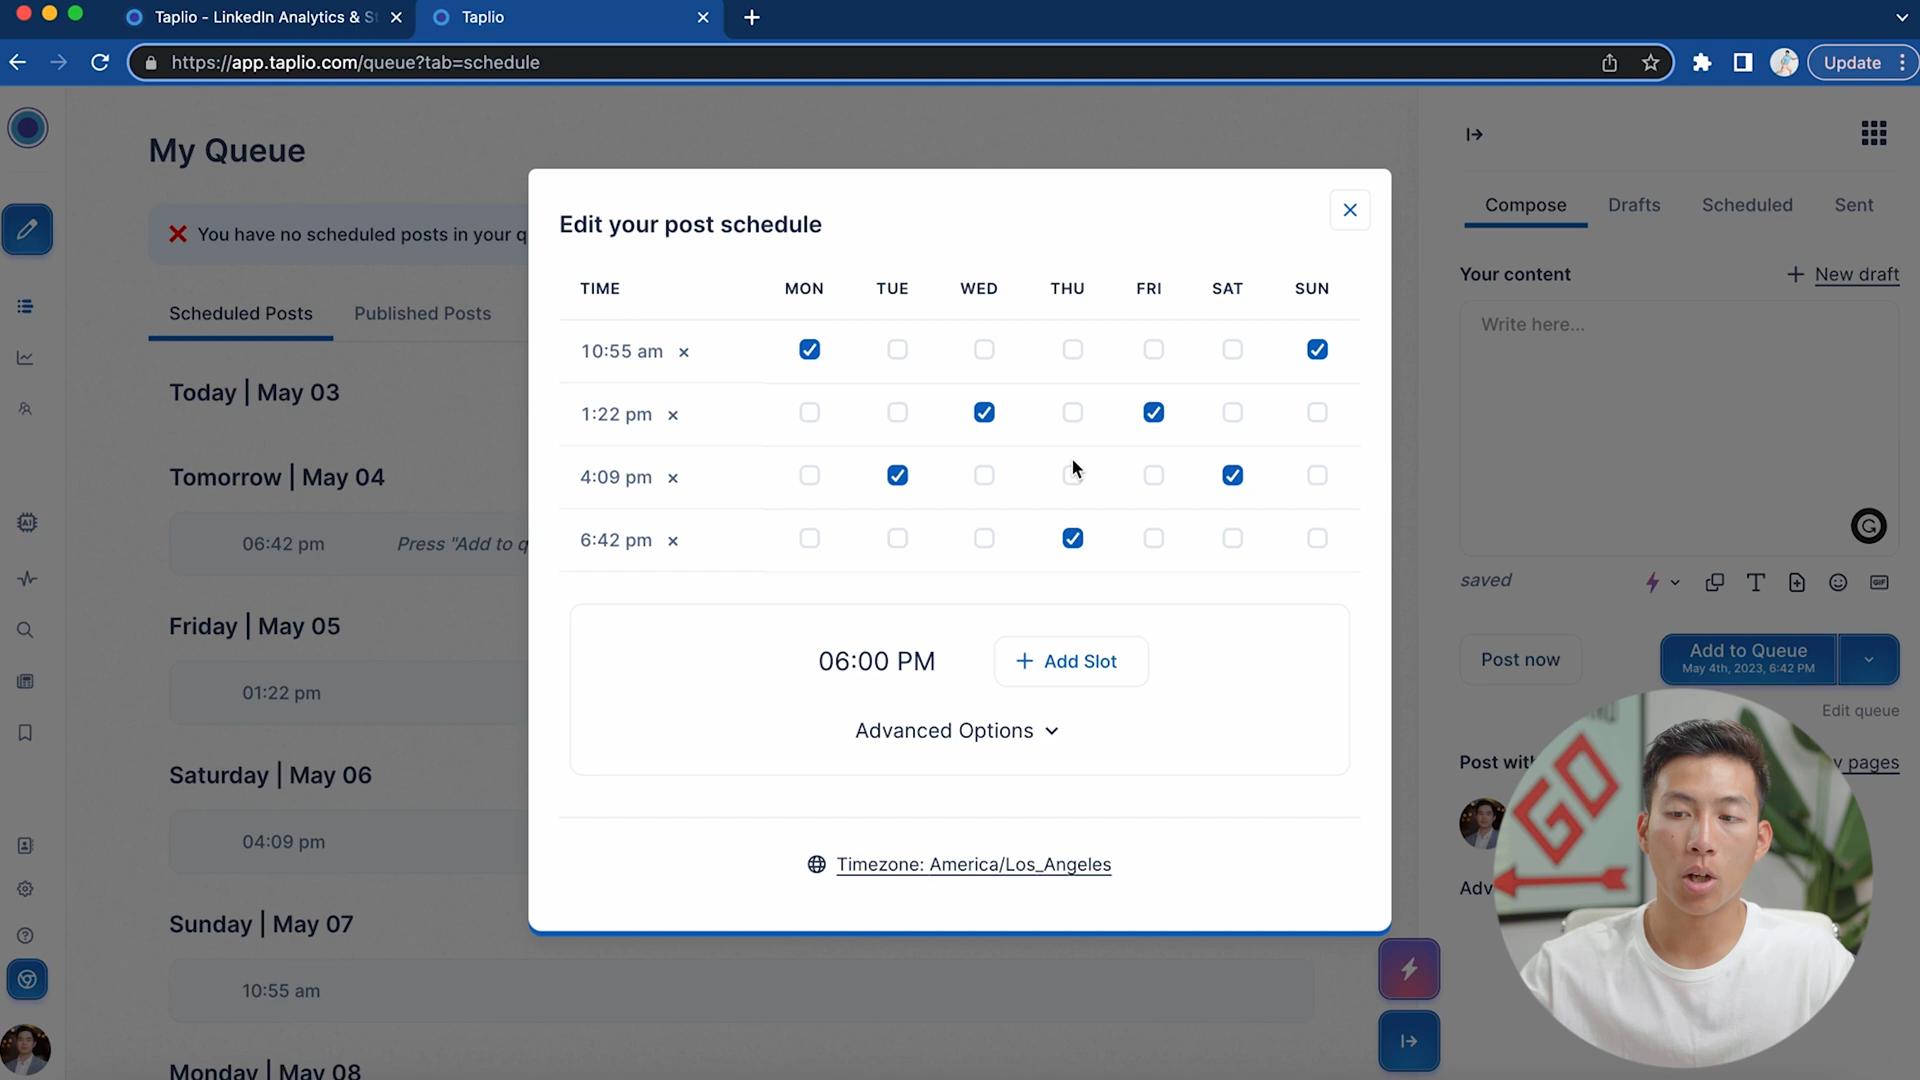 Taplio - LinkedIn Analytics & S
Taplio
https://app.taplio.com/queue?tab=schedule
Update
My Queue
You have no scheduled posts in your q
Scheduled Posts
Published Posts
Today | May 03
Tomorrow | May 04
06:42 pm
Press "Add to q
Friday | May 05
01:22 pm
Saturday | May 06
04:09 pm
Sunday | May 07
10:55 am
Monday | May 08
AI
Edit your post schedule
TIME MON TUE WED THU FRI SAT SUN
10:55 am
1:22 pm
4:09 pm
6:42 pm
06:00 PM
+ Add Slot
Advanced Options
Timezone: America/Los_Angeles
Compose
Drafts
Scheduled
Sent
Your content
+ New draft
Write here...
saved
GIF
Post now
Add to Queue
May 4th, 2023, 6:42 PM
Edit queue
Post wit
y pages
Adv
GO